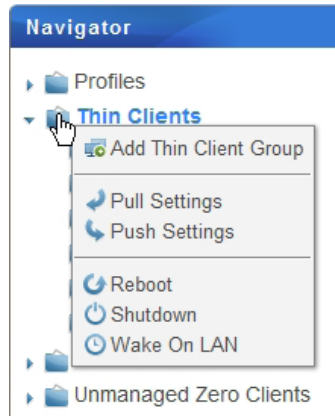 Navigator
Profiles
Thin Clients
Add Thin Client Group
Pull Settings
Push Settings
Reboot
Shutdown
Wake On LAN
Unmanaged Zero Clients